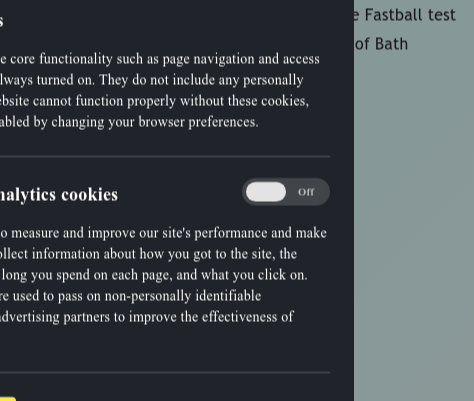 s
e Fastball test
of Bath
e core functionality such as page navigation and access
lways turned on. They do not include any personally
ebsite cannot function properly without these cookies,
abled by changing your browser preferences.
nalytics cookies
Off
o measure and improve our site's performance and make
ollect information about how you got to the site, the
long you spend on each page, and what you click on.
re used to pass on non-personally identifiable
dvertising partners to improve the effectiveness of